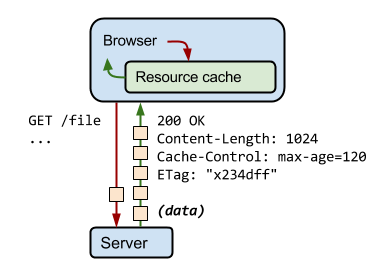 Browser
Resource cache
GET /file
...
200 OK
Content-Length: 1024
Cache-Control: max-age=120
ETag: "x234dff"
(data)
Server